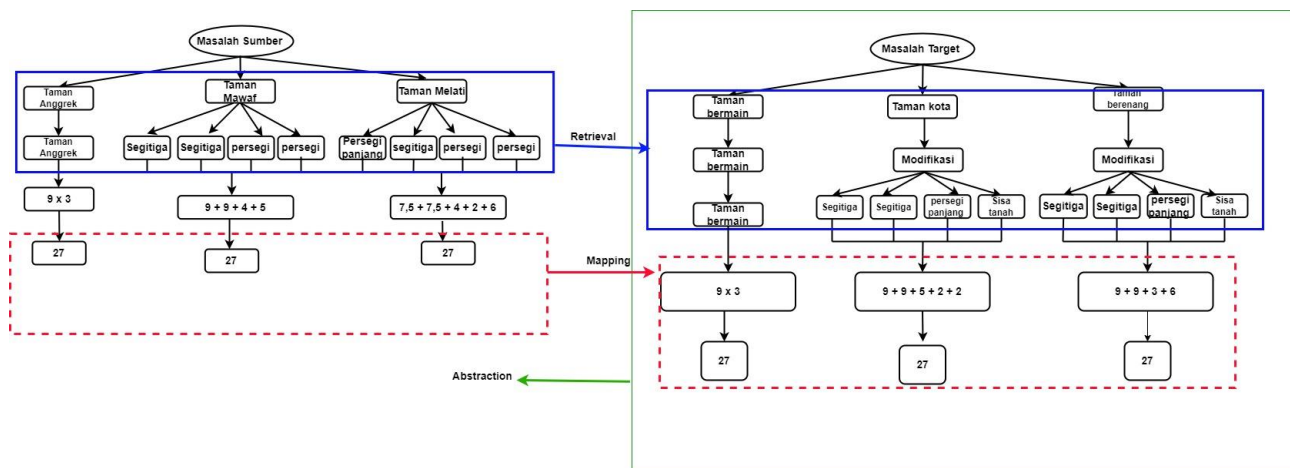 Masalah Sumber
Taman
Anggrek
Taman
Mawaf
Taman Melati
Taman
Anggrek
Segitiga
Segitiga
persegi
persegi
Persegi
panjang
segitiga
persegi
persegi
9 x 3
9 + 9 + 4 + 5
7,5 + 7,5 + 4 + 2 + 6
27
27
27
Retrieval
Mapping
Abstraction
Masalah Target
Taman
bermain
Taman kota
Taman
berenang
Taman
bermain
Modifikasi
Modifikasi
Taman
bermain
Segitiga
Segitiga
persegi
panjang
Sisa
tanah
Segitiga
Segitiga
persegi
panjang
Sisa
tanah
9 x 3
9 + 9 + 5 + 2 + 2
9 + 9 + 3 + 6
27
27
27